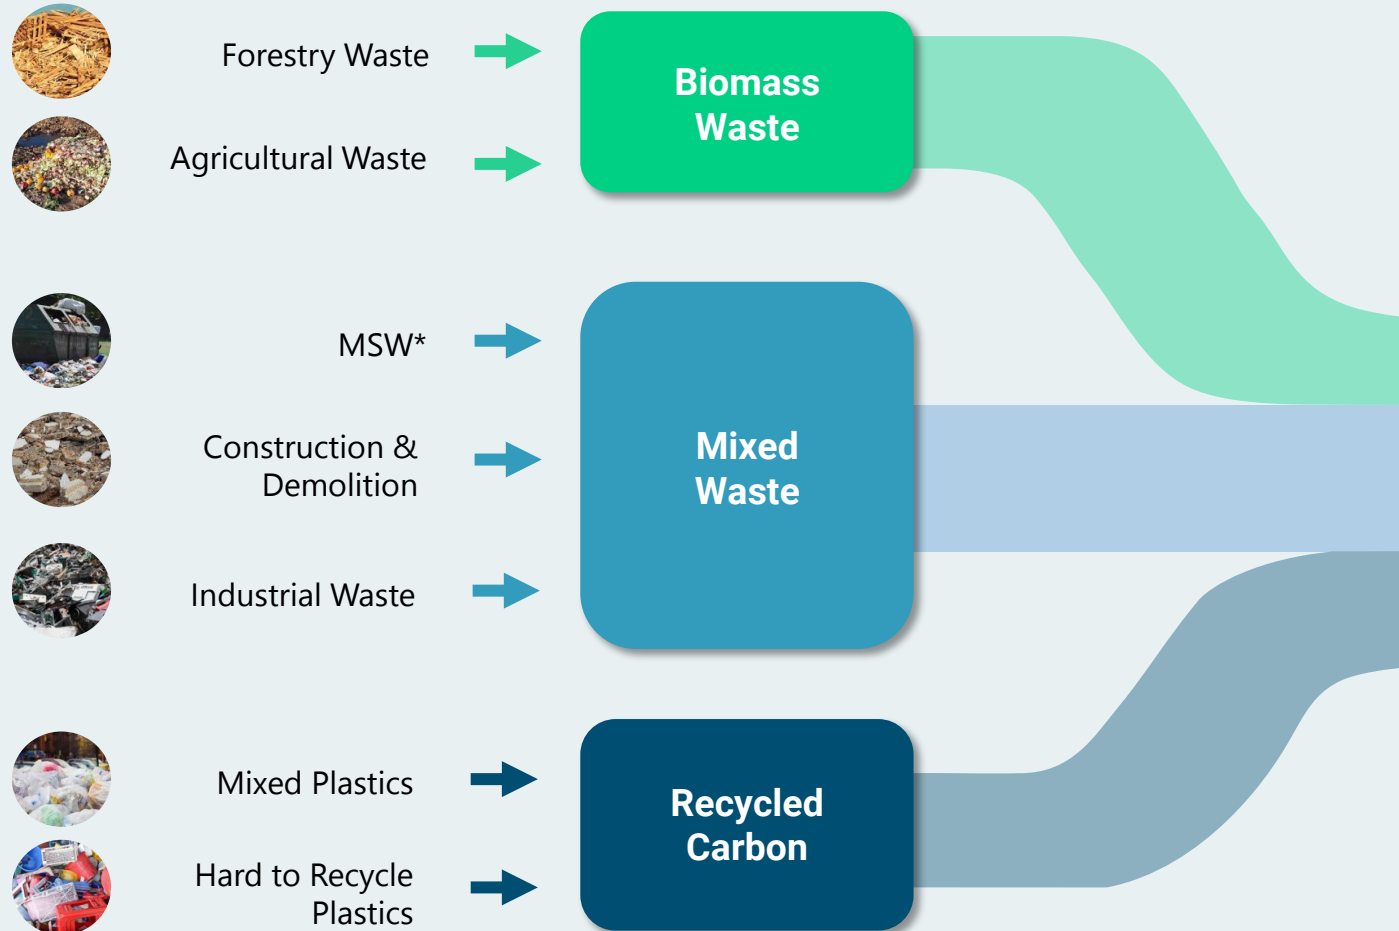 Forestry Waste
Agricultural Waste
Biomass
Waste
MSW*
Construction &
Demolition
Industrial Waste
Mixed
Waste
Mixed Plastics
Hard to Recycle
Plastics
Recycled
Carbon